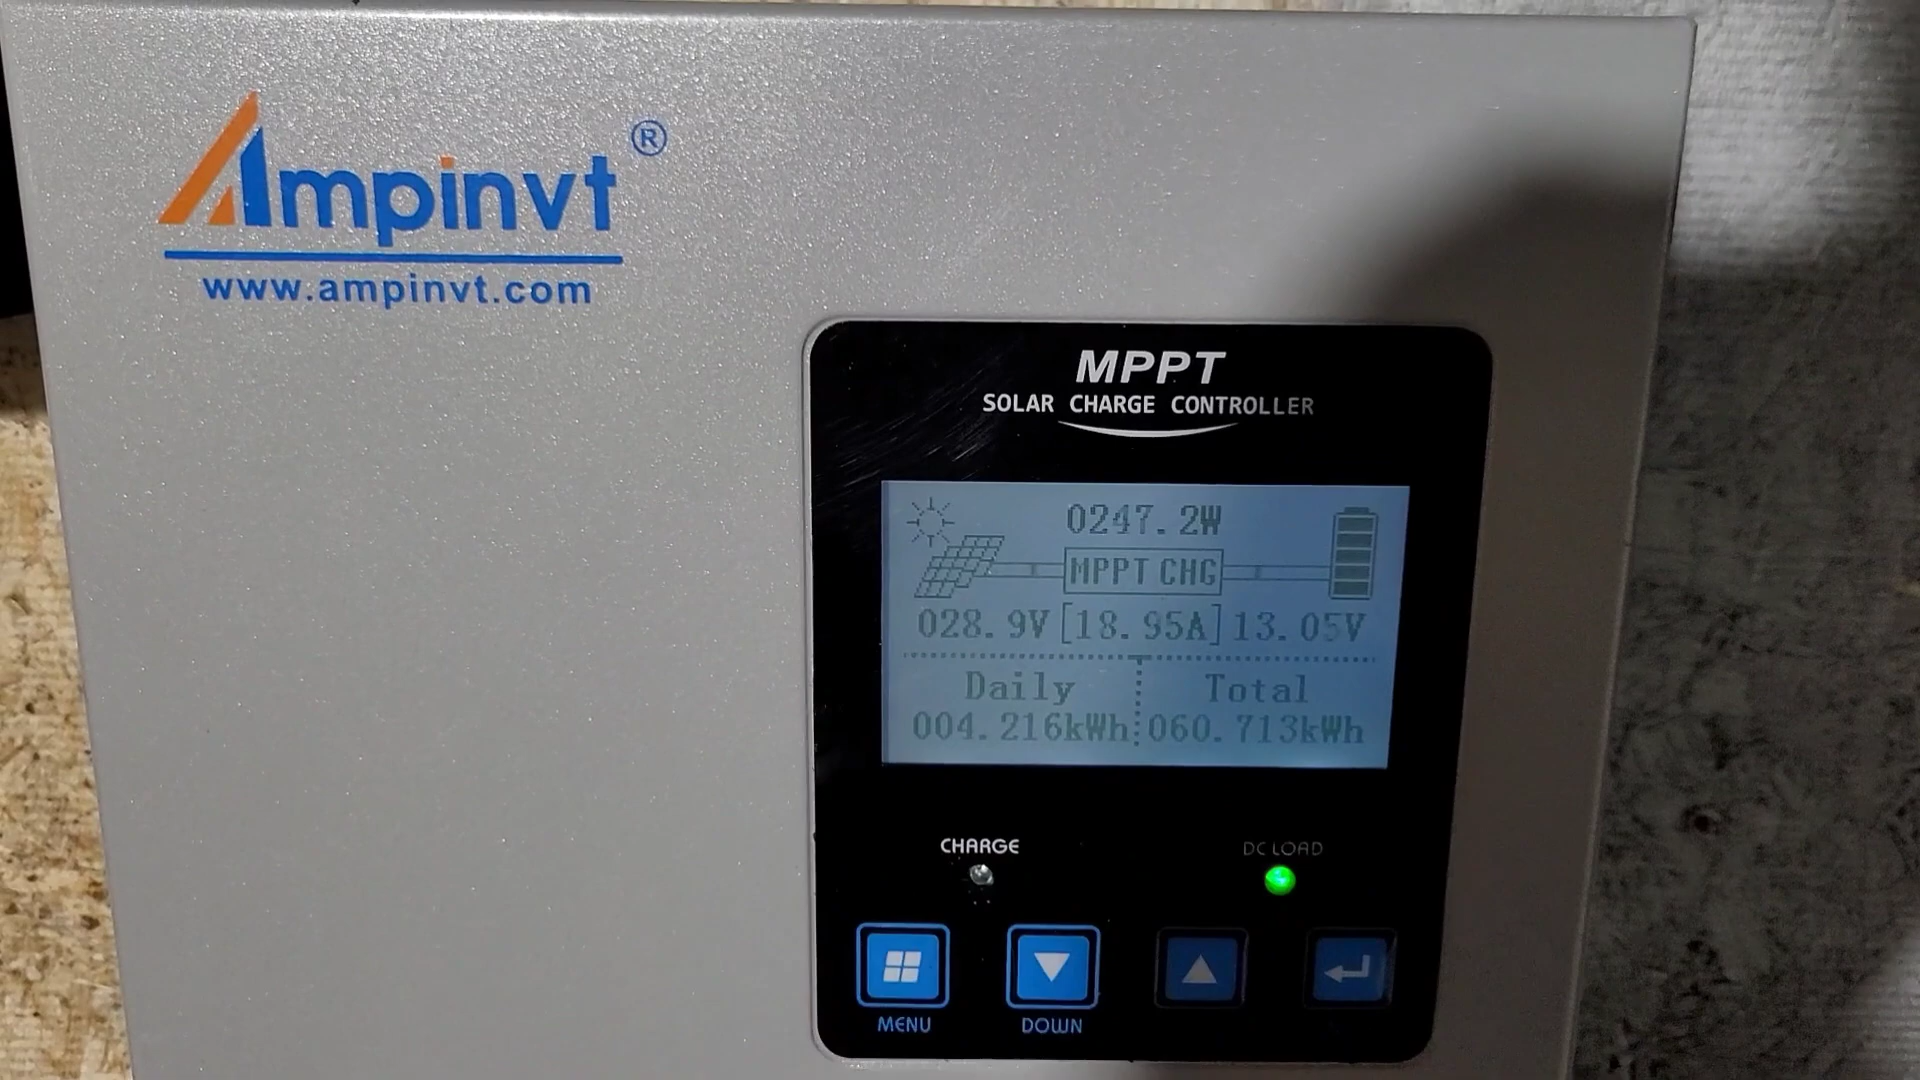 Ampinvt®
www.ampinvt.com
MPPT
SOLAR CHARGE CONTROLLER
0247.2W
MPPT CHG
028.9V [18.95A] 13.05V
Daily Total
004.216kWh 060.713kWh
CHARGE DC LOAD
MENU DOWN